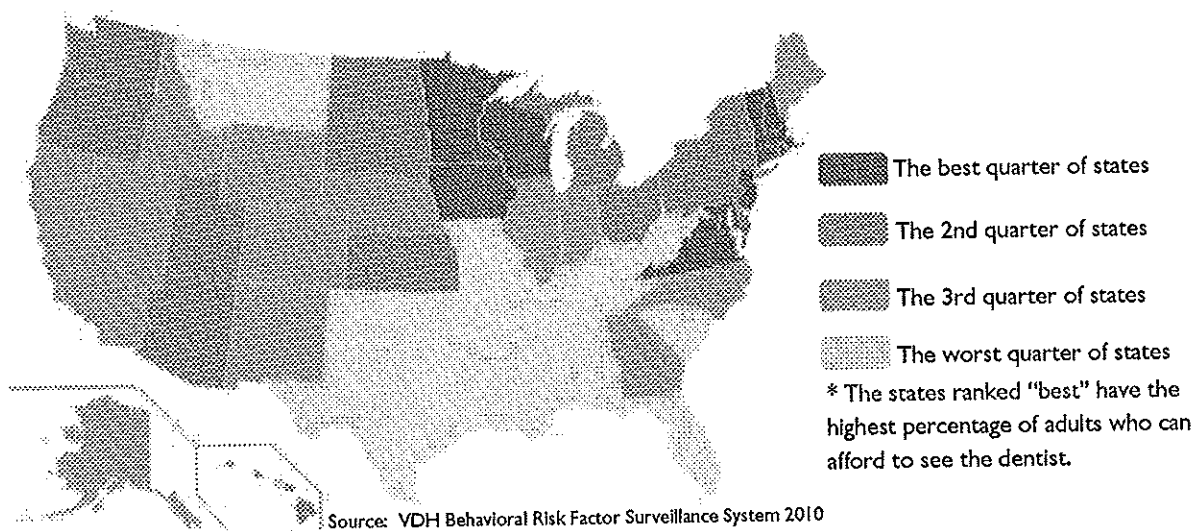 The best quarter of states
The 2nd quarter of states
The 3rd quarter of states
The worst quarter of states
* The states ranked "best" have the
highest percentage of adults who can
afford to see the dentist.
Source: VDH Behavioral Risk Factor Surveillance System 2010